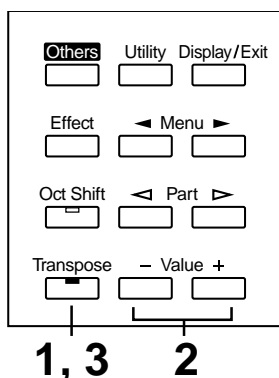 Others Utility Display/Exit
Effect ◄ Menu ►
Oct Shift ◅ Part ▻
Transpose − Value +
1, 3 2